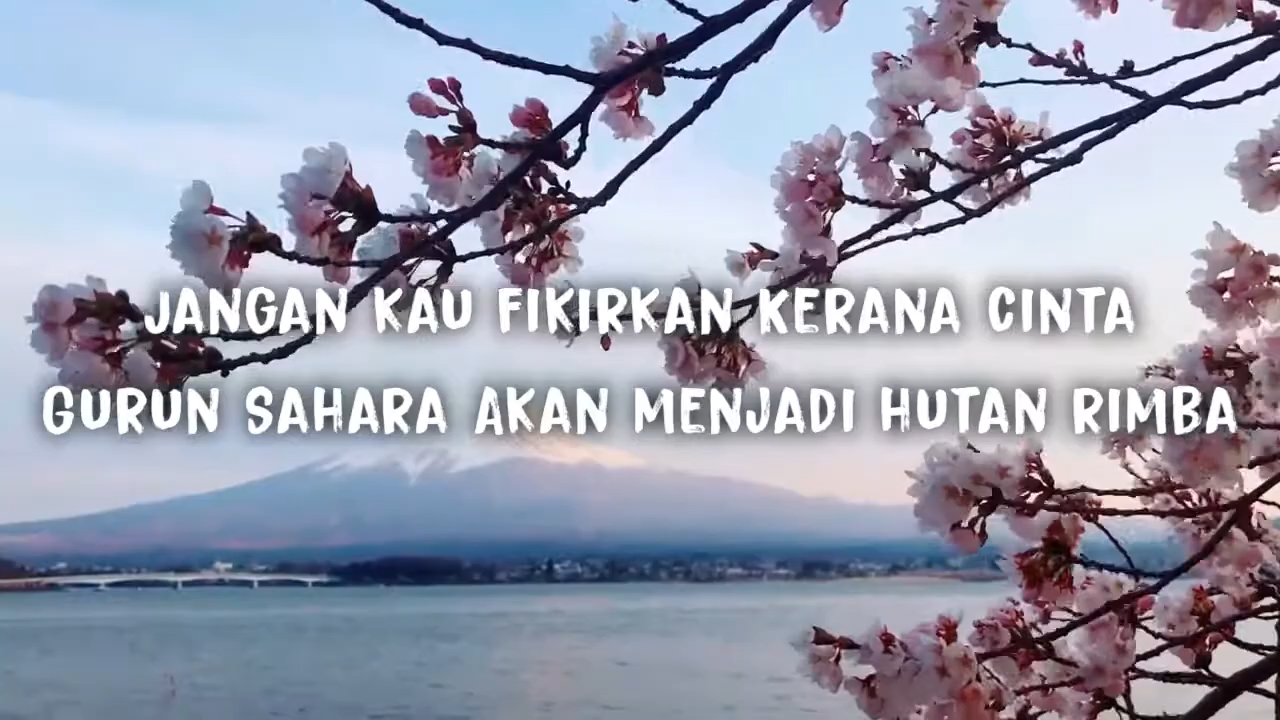 JANGAN KAU FIKIRKAN KERANA CINTA
GURUN SAHARA AKAN MENJADI HUTAN RIMBA